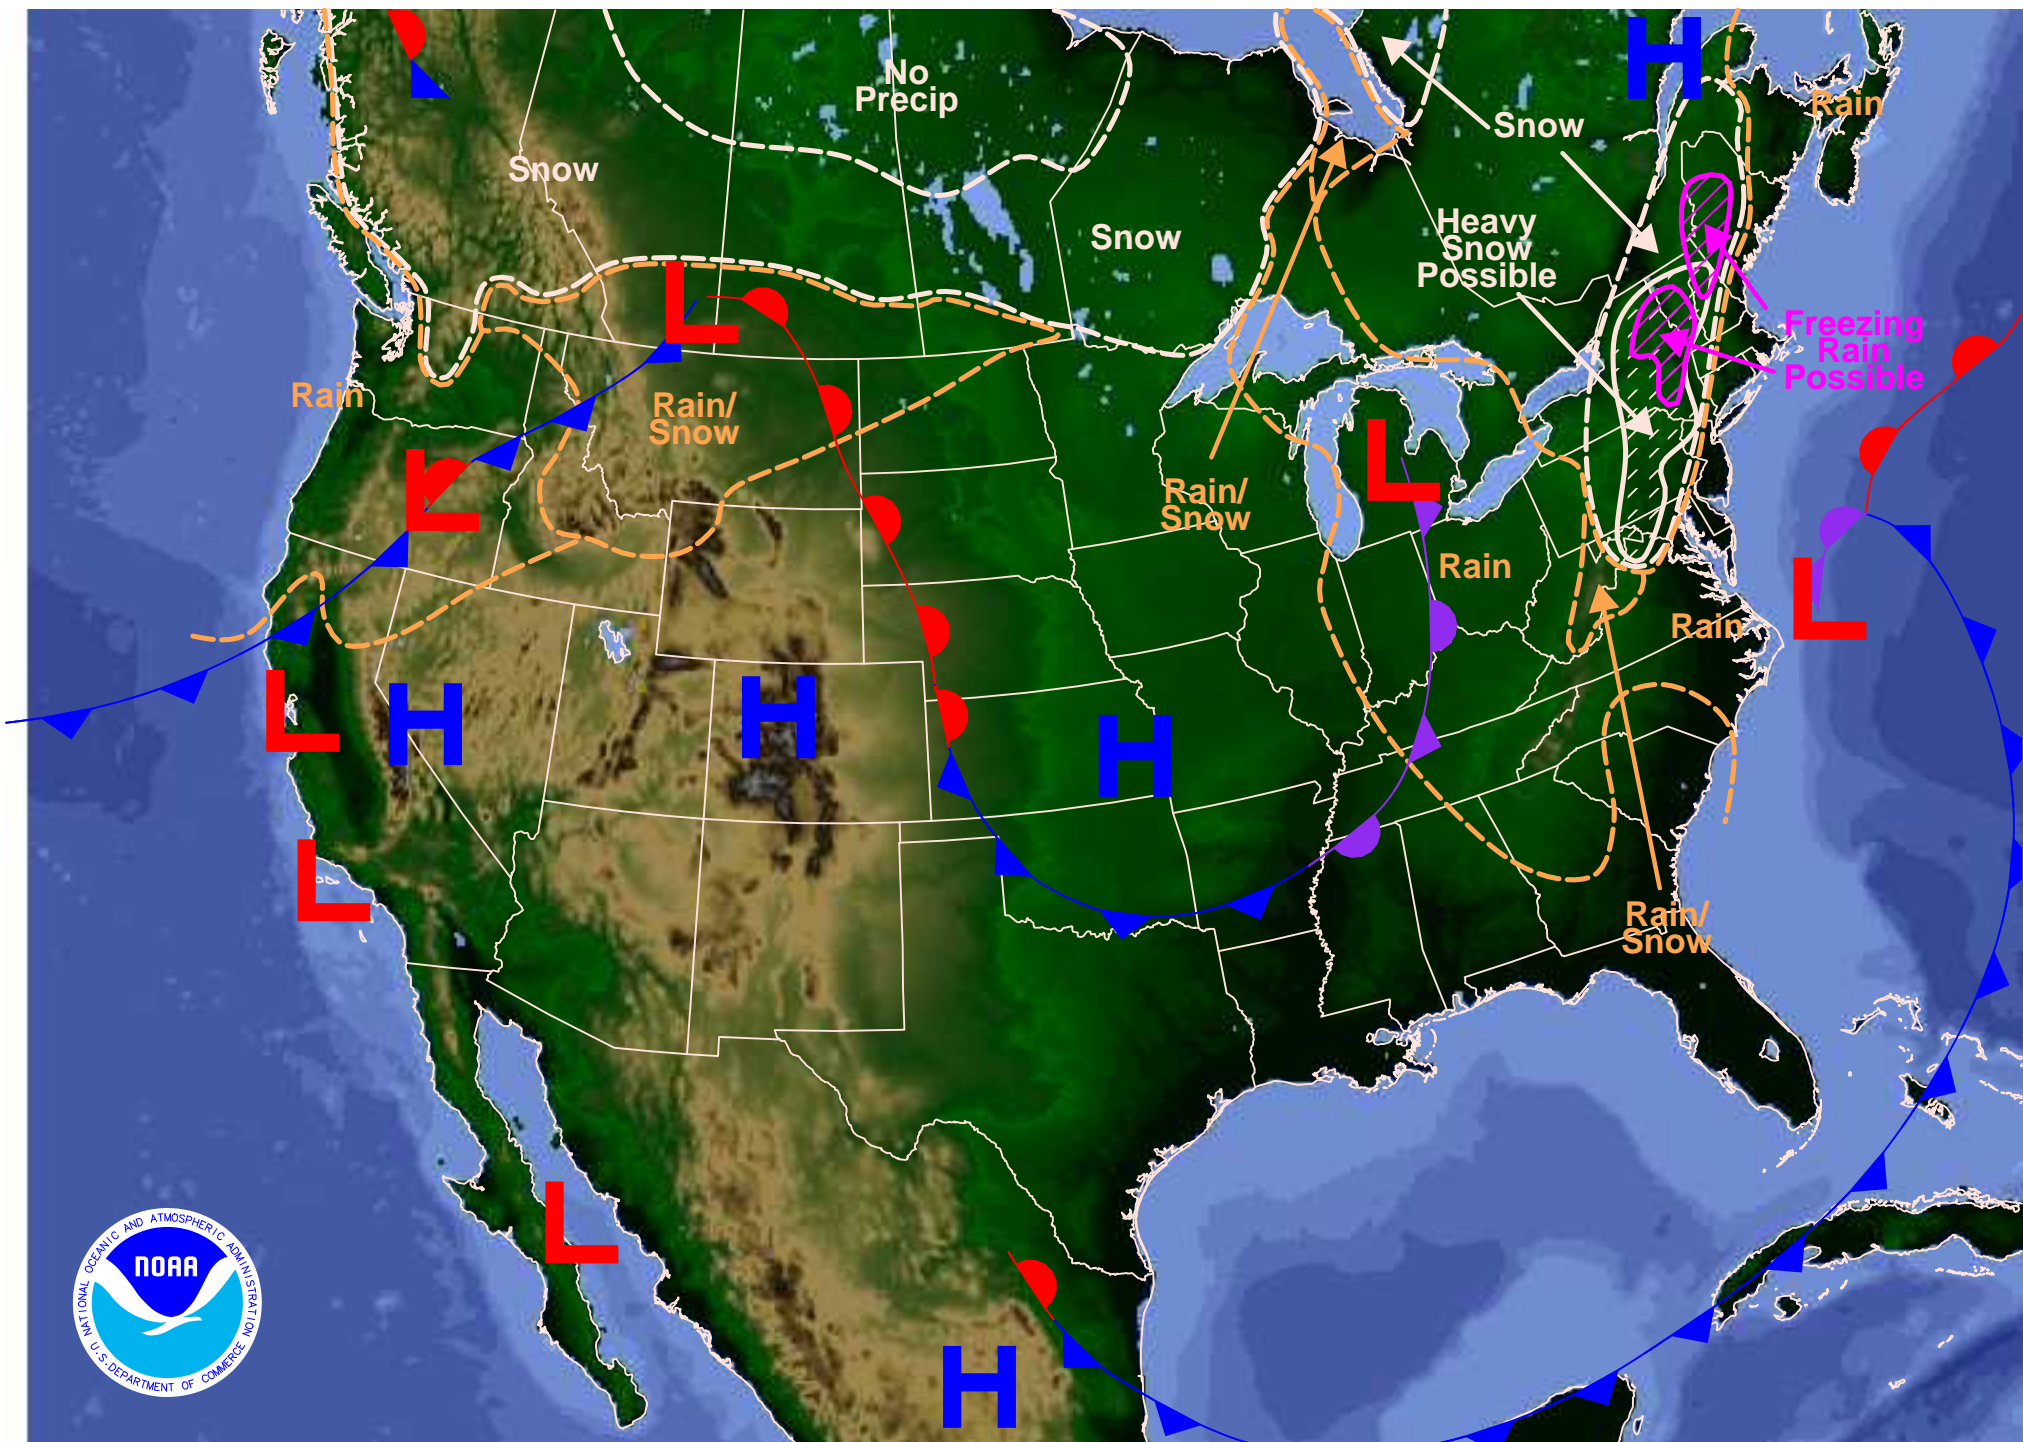 H
No
Precip
Rain
Snow
Snow
Heavy
Snow
Possible
Snow
L
Freezing
Rain
Possible
Rain
Rain/
Snow
L
L
Rain/
Snow
Rain
L
Rain
L
H
H
H
L
L
Rain/
Snow
L
H
NATIONAL OCEANIC AND ATMOSPHERIC ADMINISTRATION
NOAA
U.S. DEPARTMENT OF COMMERCE